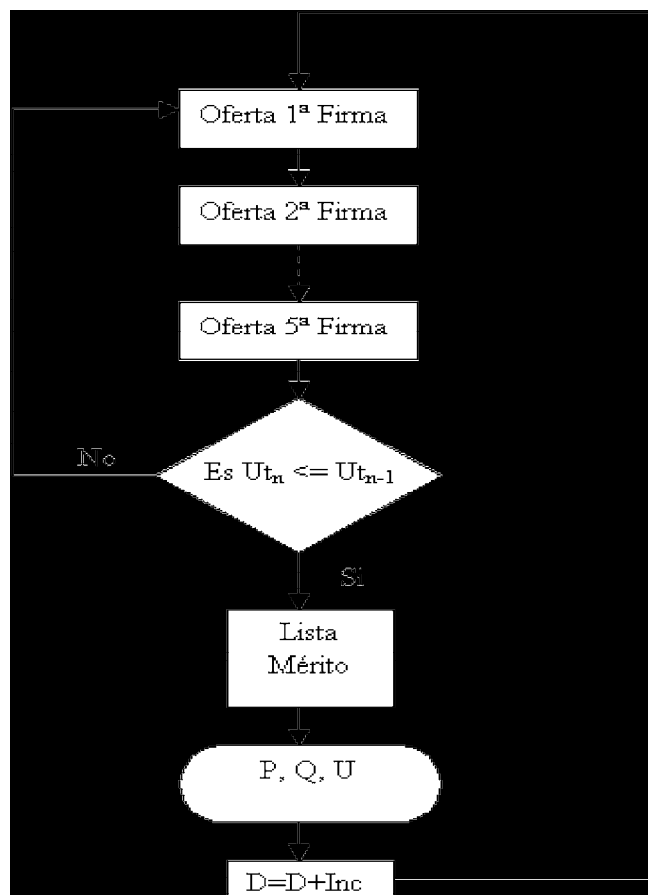 Oferta 1ª Firma
Oferta 2ª Firma
Oferta 5ª Firma
No
Es Utn <= Utn-1
Si
Lista
Mérito
P, Q, U
D=D+Inc